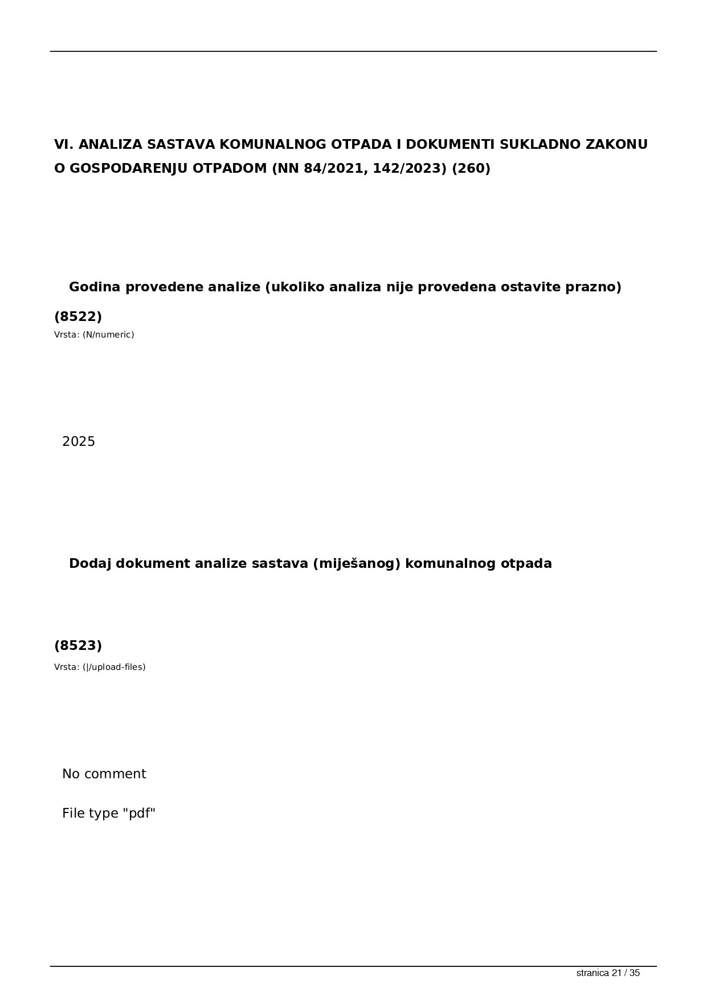 VI. ANALIZA SASTAVA KOMUNALNOG OTPADA I DOKUMENTI SUKLADNO ZAKONU
O GOSPODARENJU OTPADOM (NN 84/2021, 142/2023) (260)
Godina provedene analize (ukoliko analiza nije provedena ostavite prazno)
(8522)
Vrsta: (N/numeric)
2025
Dodaj dokument analize sastava (miješanog) komunalnog otpada
(8523)
Vrsta: (|/upload-files)
No comment
File type "pdf"
stranica 21 / 35